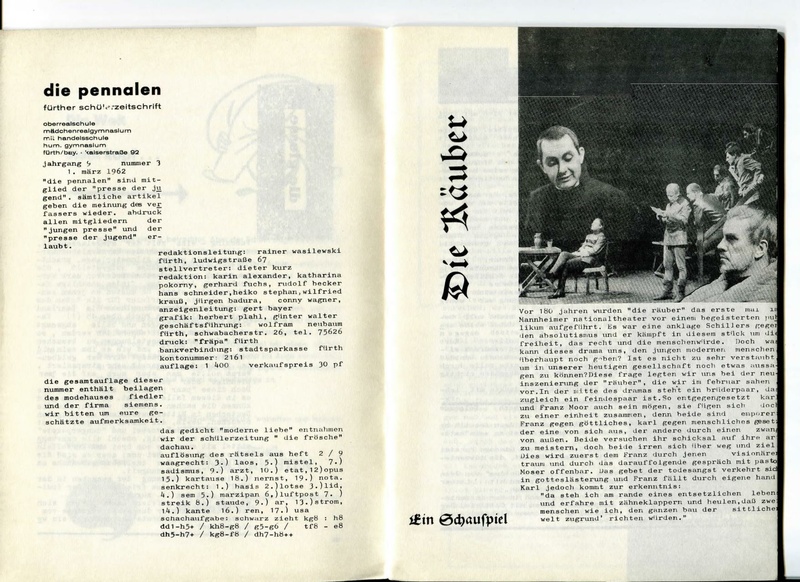 die pennalen
fürther schülerzeitschrift
oberrealschule
mädchenrealgymnasium
mit handelsschule
hum. gymnasium
fürth/bay. · kaiserstraße 92
jahrgang 9 nummer 3
1. märz 1962
"die pennalen" sind mit-
glied der "presse der ju
gend". sämtliche artikel
geben die meinung des ver
fassers wieder. abdruck
allen mitgliedern der
"jungen presse" und der
"presse der jugend" er-
laubt.
redaktionsleitung: rainer wasilewski
fürth, ludwigstraße 67
stellvertreter: dieter kurz
redaktion: karin alexander, katharina
pokorny, gerhard fuchs, rudolf hecker
hans schneider,heiko stephan,wilfried
krauß, jürgen badura, conny wagner,
anzeigenleitung: gert bayer
grafik: herbert plahl, günter walter
geschäftsführung: wolfram neubaum
fürth, schwabacherstr. 26, tel. 75626
druck: "fräpa" fürth
bankverbindung: stadtsparkasse fürth
kontonummer 2161
auflage: 1 400 verkaufspreis 30 pf
die gesamtauflage dieser
nummer enthält beilagen
des modehauses fiedler
und der firma siemens.
wir bitten um eure ge-
schätzte aufmerksamkeit.
das gedicht "moderne liebe" entnahmen
wir der schülerzeitung " die frösche"
dachau.
auflösung des rätsels aus heft 2 / 9
waagrecht: 3.) laos, 5.) mistel, 7.)
sadismus, 9.) arzt, 10.) etat,12)opus
15.) kartause 18.) nernst, 19.) nota.
senkrecht: 1.) hasis 2.)lotse 3.)lid,
4.) sem 5.) marzipan 6,)luftpost 7. )
streik 8.) staude, 9.) ar, 13.)strom,
14.) kante 16.) ren, 17.) usa
schachaufgabe: schwarz zieht kg8 : h8
dd1-h5+ / kh8-g8 / g5-g6 / tf8 - e8
dh5-h7+ / kg8-f8 / dh7-h8++
Die Räuber
Vor 180 jahren wurden "die räuber" das erste mal im
Mannheimer nationaltheater vor einem begeisterten pub
likum aufgeführt. Es war eine anklage Schillers gegen
den absolutismus und er kämpft in diesem stück um die
freiheit, das recht und die menschenwürde. Doch was
kann dieses drama uns, den jungen modernen menschen,
überhaupt noch geben? Ist es nicht zu sehr verstaubt,
um in unserer heutigen gesellschaft noch etwas aussa-
gen zu können?Diese frage legten wir uns bei der neu-
inszenierung der "räuber", die wir im februar sahen ,
vor.In der mitte des dramas steht ein brüderpaar, das
zugleich ein feindespaar ist.So entgegengesetzt karl
und Franz Moor auch sein mögen, sie fügen sich doch
zu einer einheit zusammen, denn beide sind empörer
Franz gegen göttliches, karl gegen menschliches gesetz
der eine von sich aus, der andere durch einen zwang
von außen. Beide versuchen ihr schicksal auf ihre art
zu meistern, doch beide irren sich über weg und ziel.
Dies wird zuerst dem Franz durch jenen visionären
traum und durch das darauffolgende gespräch mit pastor
Moser offenbar. Das gebet der todesangst verkehrt sich
in gotteslästerung und Franz fällt durch eigene hand
Karl jedoch kommt zur erkenntnis:
"da steh ich am rande eines entsetzlichen lebens
und erfahre mit zähneklappern und heulen,daß zwei
menschen wie ich, den ganzen bau der sittlichen
welt zugrund' richten würden."
Ein Schauspiel